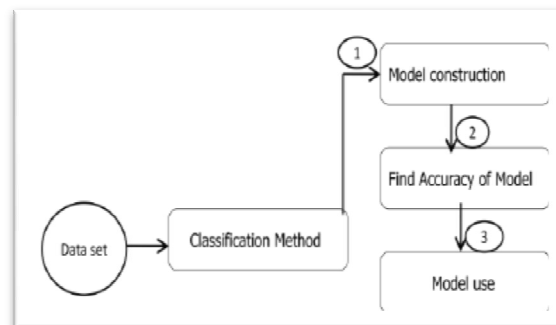 Data set
Classification Method
1
Model construction
2
Find Accuracy of Model
3
Model use